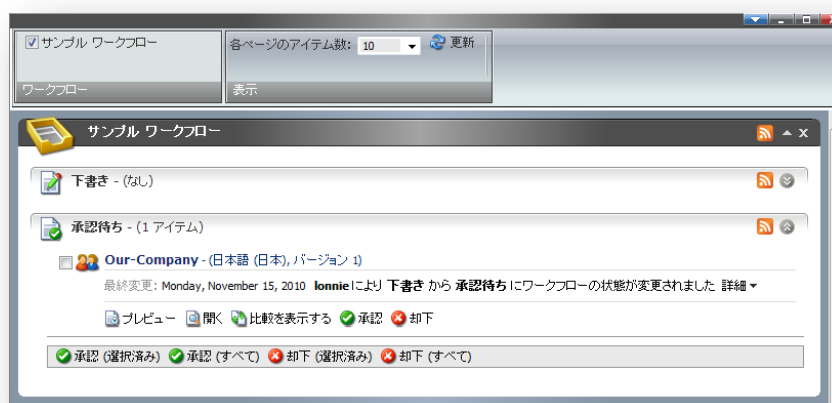 サンプル ワークフロー
各ページのアイテム数: 10 更新
ワークフロー
表示
サンプル ワークフロー
下書き - (なし)
承認待ち - (1 アイテム)
Our-Company - (日本語 (日本), バージョン 1)
最終変更: Monday, November 15, 2010 lonnieにより 下書き から 承認待ち にワークフローの状態が変更されました 詳細
プレビュー 開く 比較を表示する 承認 却下
承認 (選択済み) 承認 (すべて) 却下 (選択済み) 却下 (すべて)